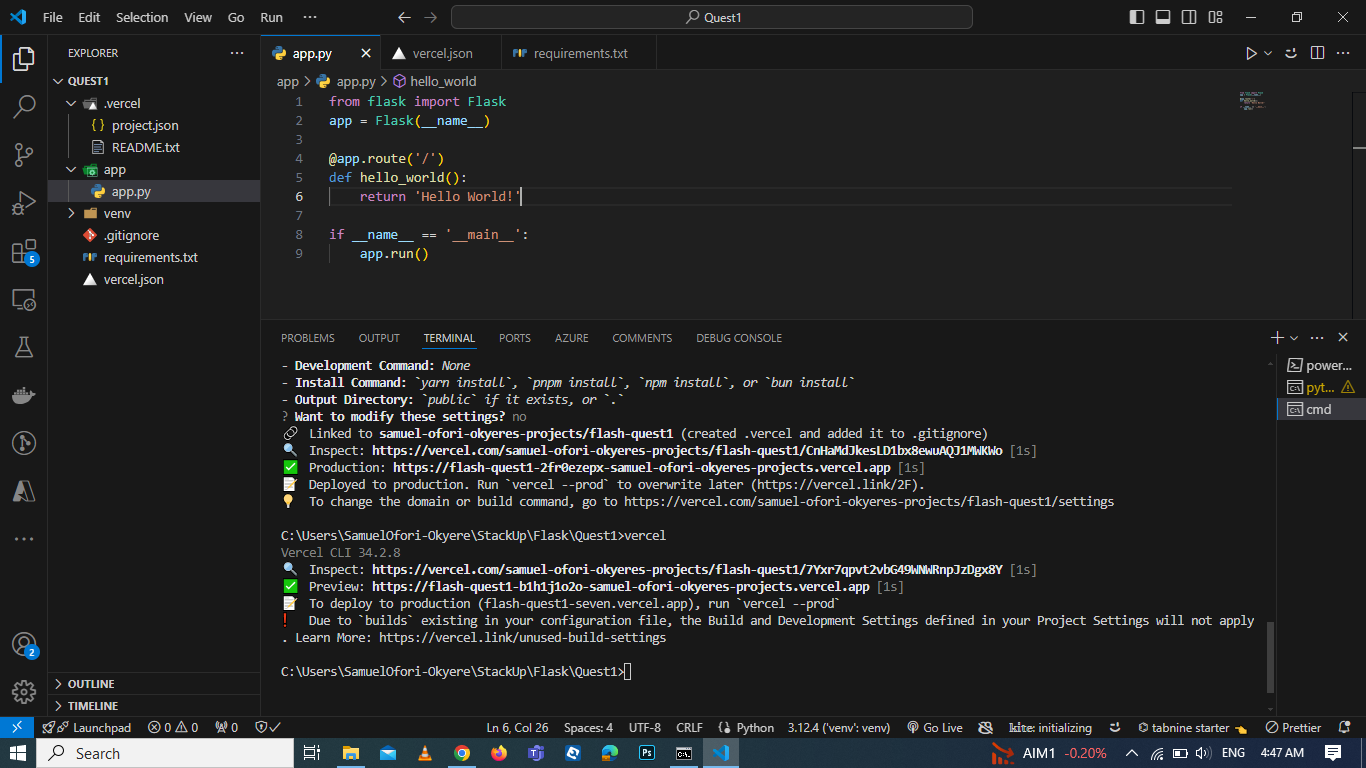 File Edit Selection View Go Run ··· Quest1
EXPLORER ···
QUEST1
.vercel
{} project.json
README.txt
app
app.py
venv
.gitignore
requirements.txt
vercel.json
OUTLINE
TIMELINE
5
2
app.py vercel.json requirements.txt
app > app.py > hello_world
1 from flask import Flask
2 app = Flask(__name__)
3
4 @app.route('/')
5 def hello_world():
6 return 'Hello World!'
7
8 if __name__ == '__main__':
9 app.run()
PROBLEMS OUTPUT TERMINAL PORTS AZURE COMMENTS DEBUG CONSOLE
power...
pyt...
cmd
- Development Command: None
- Install Command: `yarn install`, `pnpm install`, `npm install`, or `bun install`
- Output Directory: `public` if it exists, or `.`
? Want to modify these settings? no
Linked to samuel-ofori-okyeres-projects/flash-quest1 (created .vercel and added it to .gitignore)
Inspect: https://vercel.com/samuel-ofori-okyeres-projects/flash-quest1/CnHaMdJkesLD1bx8ewuAQJ1MWKWo [1s]
Production: https://flash-quest1-2fr0ezepx-samuel-ofori-okyeres-projects.vercel.app [1s]
Deployed to production. Run `vercel --prod` to overwrite later (https://vercel.link/2F).
To change the domain or build command, go to https://vercel.com/samuel-ofori-okyeres-projects/flash-quest1/settings
C:\Users\SamuelOfori-Okyere\StackUp\Flask\Quest1>vercel
Vercel CLI 34.2.8
Inspect: https://vercel.com/samuel-ofori-okyeres-projects/flash-quest1/7Yxr7qpvt2vbG49WNWRnpJzDgx8Y [1s]
Preview: https://flash-quest1-b1h1j1o2o-samuel-ofori-okyeres-projects.vercel.app [1s]
To deploy to production (flash-quest1-seven.vercel.app), run `vercel --prod`
! Due to `builds` existing in your configuration file, the Build and Development Settings defined in your Project Settings will not apply
. Learn More: https://vercel.link/unused-build-settings
C:\Users\SamuelOfori-Okyere\StackUp\Flask\Quest1>
Launchpad 0 0 0 Ln 6, Col 26 Spaces: 4 UTF-8 CRLF Python 3.12.4 ('venv': venv) Go Live kite: initializing tabnine starter Prettier
Search AIM1 -0.20% ENG 4:47 AM